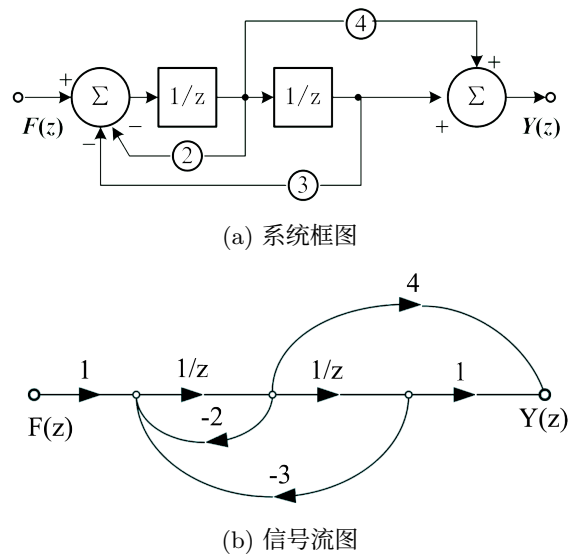 4
+ Σ 1/z 1/z + Σ
F(z) − + Y(z)
− 2
3
(a) 系统框图
4
1 1/z 1/z 1
F(z) -2 Y(z)
-3
(b) 信号流图